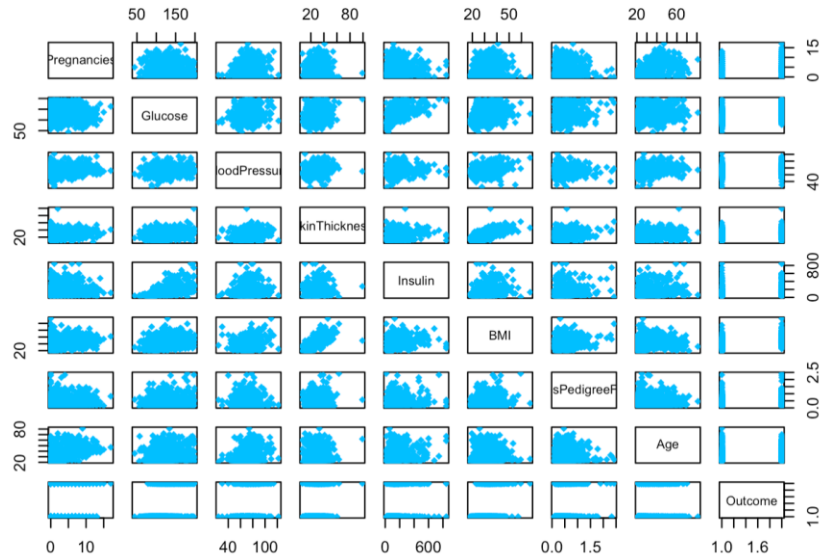 50 150 20 80 20 50 20 60
Pregnancies 0 15
50 Glucose
oodPressur 40
20 kinThicknes
Insulin 0 800
20 BMI
sPedigreeF 0.0 2.5
20 80 Age
Outcome 1.0
0 10 40 100 0 600 0.0 1.5 1.0 1.6